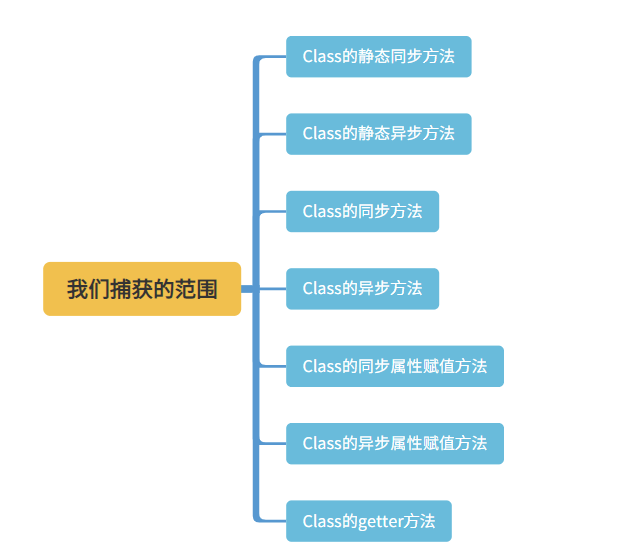 Class的静态同步方法
Class的静态异步方法
Class的同步方法
我们捕获的范围
Class的异步方法
Class的同步属性赋值方法
Class的异步属性赋值方法
Class的getter方法